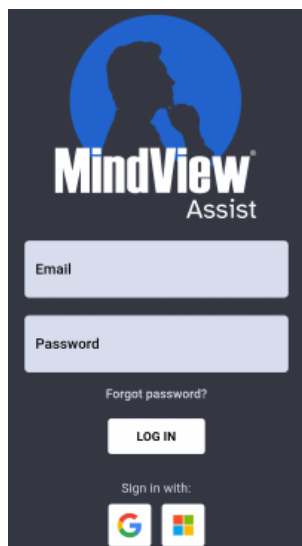 MindView®
Assist
Email
Password
Forgot password?
LOG IN
Sign in with: